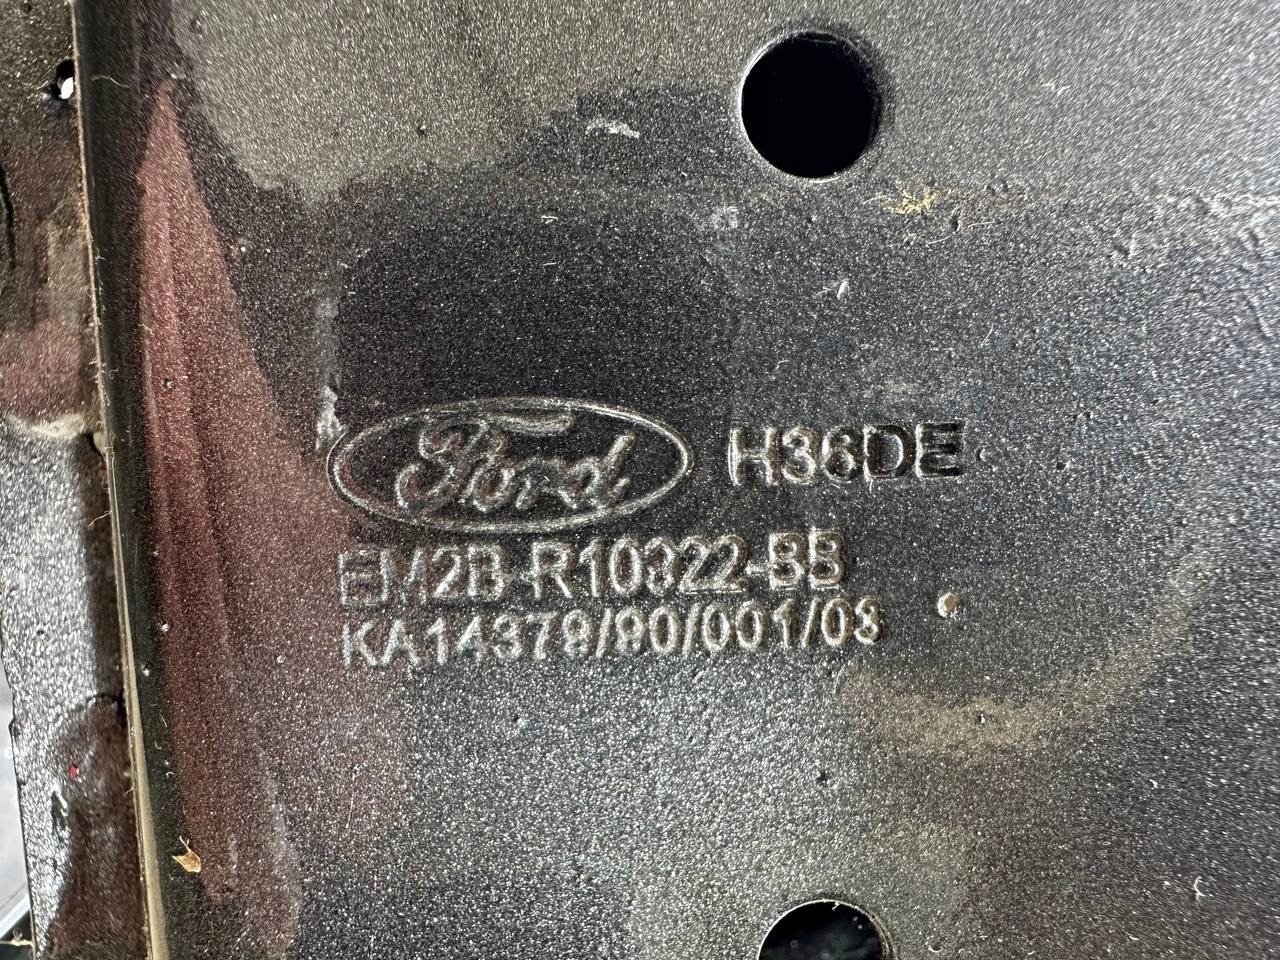 Ford H36DE
EM2B-R10322-BB
KA14379/90/001/03